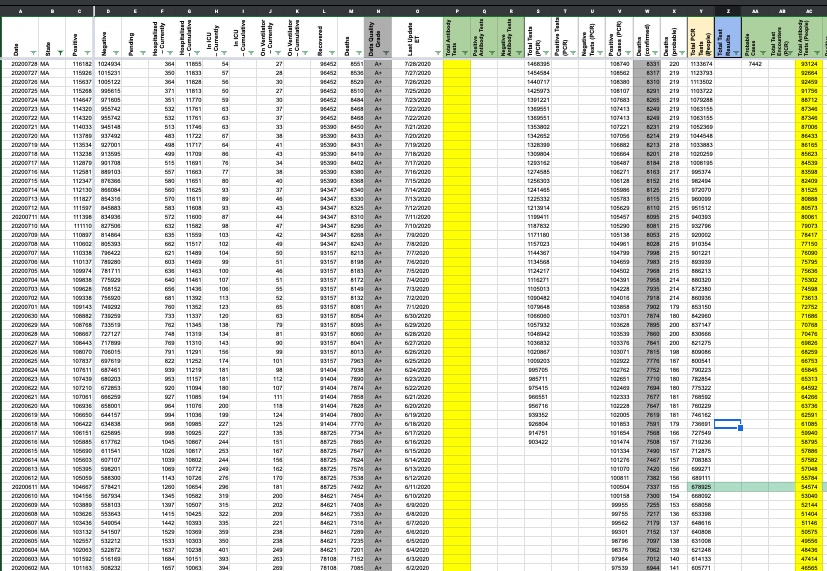 A B C D E F G H I J K L M N O P Q R S T U V W X Y Z AA AB AC
Date State Positive Negative Pending Hospitalized – Currently Hospitalized – Cumulative In ICU – Currently In ICU – Cumulative On Ventilator – Currently On Ventilator – Cumulative Recovered Deaths Data Quality Grade Last Update ET Total Antibody Tests Positive Antibody Tests Negative Antibody Tests Total Tests (PCR) Positive Tests (PCR) Negative Tests (PCR) Positive Cases (PCR) Deaths (confirmed) Deaths (probable) Total PCR Tests (People) Total Test Results Probable Cases Total Test Encounters (PCR) Total Antibody Tests (People)
20200728 MA 116182 1024934 364 11855 54 27 96452 8551 A+ 7/28/2020 1468395 108740 8331 220 1133674 7442 93124
20200727 MA 115926 1015123 350 11833 57 28 96452 8536 A+ 7/27/2020 1454584 108562 8317 219 1123793 92664
20200726 MA 115637 1005122 364 11828 56 30 96452 8529 A+ 7/26/2020 1440717 108380 8310 219 1113502 92459
20200725 MA 115268 995615 371 11813 50 26 96452 8510 A+ 7/25/2020 1425973 108107 8291 219 1103722 91756
20200724 MA 114647 971605 351 11770 59 30 96452 8484 A+ 7/24/2020 1391221 107683 8265 219 1079288 88712
20200723 MA 114320 955742 532 11761 63 37 96452 8468 A+ 7/23/2020 1369551 107413 8249 219 1063155 87346
20200722 MA 114320 955742 532 11761 63 37 96452 8468 A+ 7/22/2020 1369551 107413 8249 219 1063155 87346
20200721 MA 114033 945148 513 11746 63 33 95390 8450 A+ 7/21/2020 1353802 107221 8231 219 1052369 87006
20200720 MA 113789 937492 483 11722 67 38 95390 8433 A+ 7/20/2020 1342652 107056 8214 219 1044548 86433
20200719 MA 113534 927001 498 11717 64 41 94347 8431 A+ 7/19/2020 1328399 106882 8213 218 1033883 86165
20200718 MA 113238 913595 499 11709 86 43 94347 8419 A+ 7/18/2020 1309804 106664 8201 218 1020259 85623
20200717 MA 112879 901708 515 11691 76 34 94347 8402 A+ 7/17/2020 1293162 106487 8184 218 1008195 84539
20200716 MA 112581 889103 557 11663 77 38 94347 8380 A+ 7/16/2020 1274585 106271 8163 217 995374 83598
20200715 MA 112347 876366 580 11651 80 40 94347 8368 A+ 7/15/2020 1256503 106128 8152 216 982494 82409
20200714 MA 112130 866084 560 11625 93 37 94347 8340 A+ 7/14/2020 1241465 105986 8125 215 972070 81525
20200713 MA 111827 854316 570 11611 89 46 94347 8330 A+ 7/13/2020 1225332 105783 8115 215 960099 80868
20200712 MA 111597 845883 583 11608 93 43 94347 8325 A+ 7/12/2020 1213914 105629 8110 215 951512 80573
20200711 MA 111398 834936 572 11600 87 44 94347 8310 A+ 7/11/2020 1199411 105457 8095 215 940393 80061
20200710 MA 111110 827506 632 11582 98 47 94347 8296 A+ 7/10/2020 1187832 105290 8081 215 932796 79073
20200709 MA 110897 814864 635 11559 103 42 94347 8268 A+ 7/9/2020 1171180 105138 8053 215 920002 78417
20200708 MA 110602 805393 662 11517 102 49 94347 8243 A+ 7/8/2020 1157023 104961 8028 215 910354 77150
20200707 MA 110338 796422 621 11489 104 50 93157 8213 A+ 7/7/2020 1144367 104799 7998 215 901221 76090
20200706 MA 110137 789280 603 11469 99 51 93157 8198 A+ 7/6/2020 1134568 104659 7983 215 893939 75795
20200705 MA 109974 781711 636 11463 100 46 93157 8183 A+ 7/5/2020 1124217 104502 7968 215 886213 75636
20200704 MA 109838 775929 640 11461 107 51 93157 8172 A+ 7/4/2020 1116271 104391 7958 214 880320 75302
20200703 MA 109628 768152 656 11436 106 55 93157 8149 A+ 7/3/2020 1105013 104228 7935 214 872380 74598
20200702 MA 109338 756920 681 11392 113 52 93157 8132 A+ 7/2/2020 1090482 104016 7918 214 860936 73613
20200701 MA 109143 749292 760 11362 123 65 93157 8081 A+ 7/1/2020 1079648 103858 7902 179 853150 72752
20200630 MA 108882 739259 733 11337 120 63 93157 8054 A+ 6/30/2020 1066060 103701 7874 180 842960 71686
20200629 MA 108768 733519 762 11345 138 79 93157 8095 A+ 6/29/2020 1057932 103628 7895 200 837147 70768
20200628 MA 108667 727127 748 11319 134 81 93157 8060 A+ 6/28/2020 1048942 103539 7860 200 830666 70476
20200627 MA 108443 717899 769 11310 143 90 93157 8041 A+ 6/27/2020 1036832 103376 7841 200 821275 69826
20200626 MA 108070 706015 791 11291 156 99 93157 8013 A+ 6/26/2020 1020867 103071 7815 198 809086 68259
20200625 MA 107837 697619 822 11252 174 101 93157 7963 A+ 6/25/2020 1009203 102922 7776 187 800541 66753
20200624 MA 107611 687461 939 11219 181 98 91404 7938 A+ 6/24/2020 995705 102762 7752 186 790223 65845
20200623 MA 107439 680203 953 11157 181 112 91404 7890 A+ 6/23/2020 985711 102651 7710 180 782854 65313
20200622 MA 107210 672853 920 11094 180 107 91404 7874 A+ 6/22/2020 976415 102469 7694 180 775322 64592
20200621 MA 107061 666259 927 11085 194 111 91404 7858 A+ 6/21/2020 966551 102333 7677 181 768592 64266
20200620 MA 106936 658001 964 11076 200 118 91404 7828 A+ 6/20/2020 956716 102228 7647 181 760229 63736
20200619 MA 106650 644157 994 11036 199 124 91404 7800 A+ 6/19/2020 939352 102005 7619 181 746162 62591
20200618 MA 106422 634838 968 10985 227 125 91404 7770 A+ 6/18/2020 926804 101853 7591 179 736691 61085
20200617 MA 106151 625895 998 10925 227 135 88725 7734 A+ 6/17/2020 914751 101654 7568 166 727549 59940
20200616 MA 105885 617762 1045 10867 244 151 88725 7665 A+ 6/16/2020 903422 101474 7508 157 719236 58795
20200615 MA 105690 611541 1026 10817 253 167 88725 7647 A+ 6/15/2020 101334 7490 157 712875 57886
20200614 MA 105603 607107 1039 10802 244 156 88725 7624 A+ 6/14/2020 101276 7467 157 708383 57582
20200613 MA 105395 598201 1069 10772 249 162 88725 7576 A+ 6/13/2020 101070 7420 156 699271 57048
20200612 MA 105059 588300 1143 10726 276 170 88725 7538 A+ 6/12/2020 100811 7382 156 689111 55784
20200611 MA 104667 578421 1260 10654 296 181 88725 7492 A+ 6/11/2020 100504 7337 155 678925 54574
20200610 MA 104156 567934 1345 10582 319 200 84621 7454 A+ 6/10/2020 100158 7300 154 668092 53040
20200609 MA 103889 558103 1397 10507 315 202 84621 7408 A+ 6/9/2020 99955 7255 153 658058 52144
20200608 MA 103626 553643 1415 10425 322 209 84621 7353 A+ 6/8/2020 99755 7217 136 653398 51404
20200607 MA 103436 549054 1442 10393 335 221 84621 7316 A+ 6/7/2020 99562 7179 137 648616 51146
20200606 MA 103132 541507 1529 10369 359 238 84621 7289 A+ 6/6/2020 99301 7152 137 640808 50575
20200605 MA 102557 532212 1533 10303 350 235 84621 7235 A+ 6/5/2020 98796 7097 138 631008 49556
20200604 MA 102063 522872 1637 10238 401 249 84621 7201 A+ 6/4/2020 98376 7062 139 621248 48436
20200603 MA 101592 516169 1684 10151 394 263 78108 7152 A+ 6/3/2020 97964 7012 140 614133 47414
20200602 MA 101163 508232 1657 10063 394 269 78108 7085 A+ 6/2/2020 97539 6944 141 605771 46565